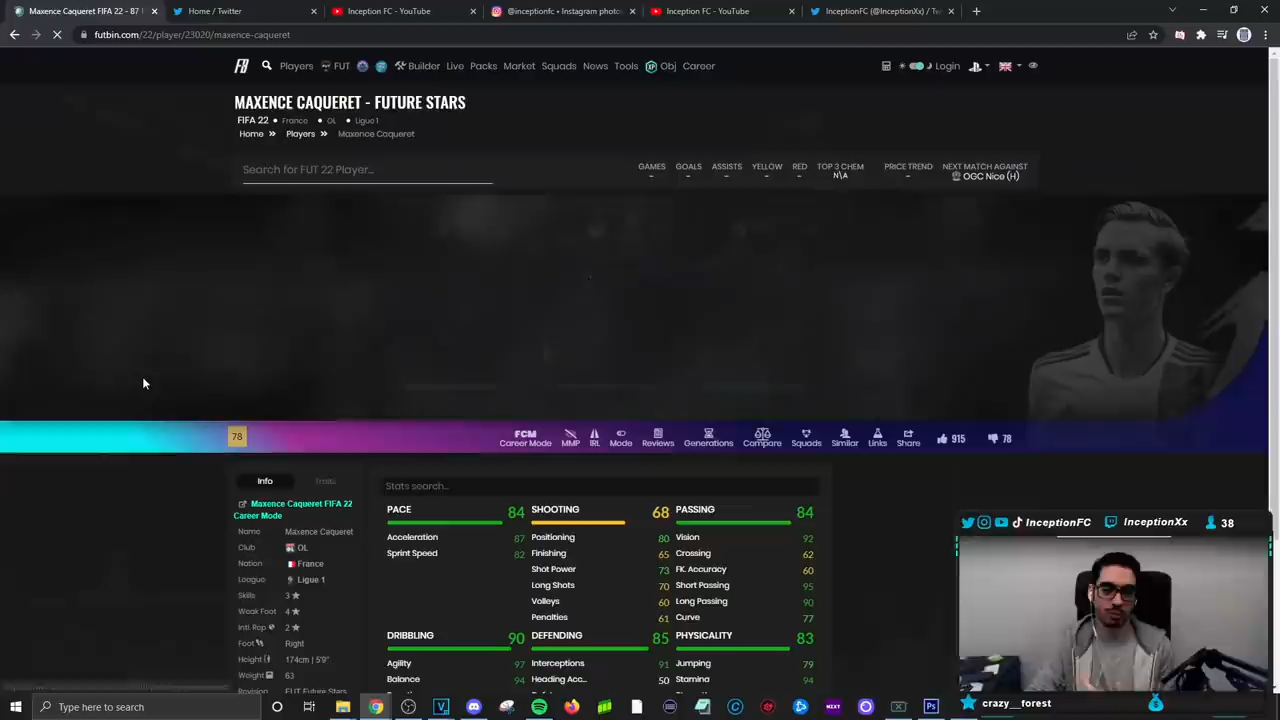 Maxence Caqueret FIFA 22 - 87
Home / Twitter
Inception FC - YouTube
@inceptionfc • Instagram photos
Inception FC - YouTube
InceptionFC (@InceptionXx) / Tw
futbin.com/22/player/23020/maxence-caqueret
Players
FUT
Builder
Live
Packs
Market
Squads
News
Tools
Obj
Career
Login
MAXENCE CAQUERET - FUTURE STARS
FIFA 22 • France • OL • Ligue 1
Home » Players » Maxence Caqueret
Search for FUT 22 Player...
GAMES GOALS ASSISTS YELLOW RED TOP 3 CHEM PRICE TREND NEXT MATCH AGAINST
- - - - - N\A - OGC Nice (H)
78
FCM
Career Mode MMP IRL Mode Reviews Generations Compare Squads Similar Links Share
915 78
Info Traits
Maxence Caqueret FIFA 22
Career Mode
Name Maxence Caqueret
Club OL
Nation France
League Ligue 1
Skills 3
Weak Foot 4
Intl. Rep 2
Foot Right
Height 174cm | 5'9"
Weight 63
Revision FUT Future Stars
Stats search...
PACE 84
Acceleration 87
Sprint Speed 82
SHOOTING 68
Positioning 80
Finishing 65
Shot Power 73
Long Shots 70
Volleys 60
Penalties 61
PASSING 84
Vision 92
Crossing 62
FK. Accuracy 60
Short Passing 95
Long Passing 90
Curve 77
DRIBBLING 90
Agility 97
Balance 94
DEFENDING 85
Interceptions 91
Heading Acc... 50
PHYSICALITY 83
Jumping 79
Stamina 94
InceptionFC
InceptionXx
38
crazy__forest
Type here to search